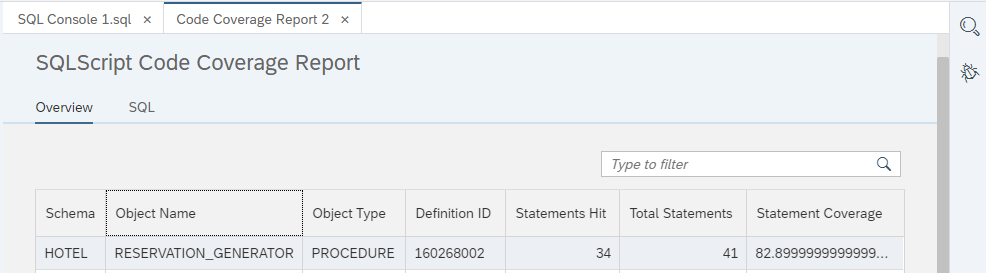 SQL Console 1.sql × Code Coverage Report 2 ×
SQLScript Code Coverage Report
Overview SQL
Type to filter
Schema Object Name Object Type Definition ID Statements Hit Total Statements Statement Coverage
HOTEL RESERVATION_GENERATOR PROCEDURE 160268002 34 41 82.8999999999999...